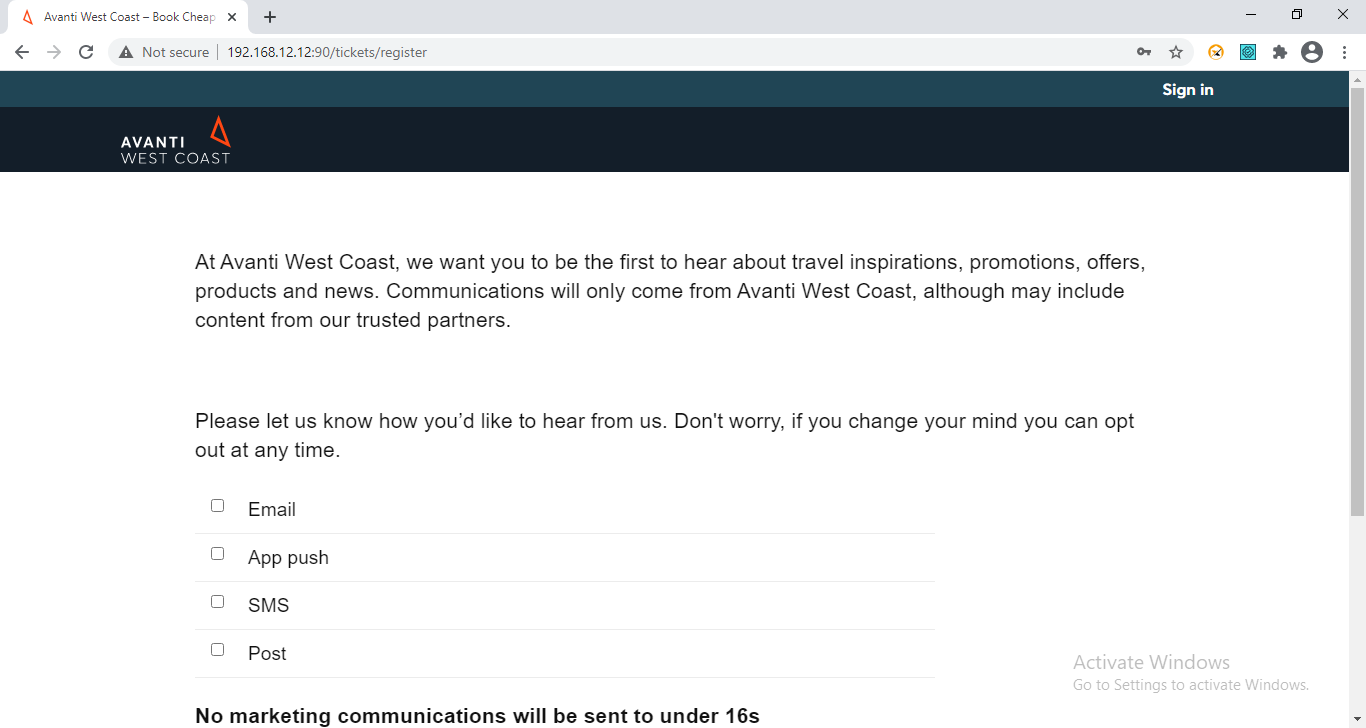 Avanti West Coast – Book Cheap
Not secure
192.168.12.12:90/tickets/register
Sign in
AVANTI
WEST COAST
At Avanti West Coast, we want you to be the first to hear about travel inspirations, promotions, offers,
products and news. Communications will only come from Avanti West Coast, although may include
content from our trusted partners.
Please let us know how you’d like to hear from us. Don't worry, if you change your mind you can opt
out at any time.
Email
App push
SMS
Post
Activate Windows
Go to Settings to activate Windows.
No marketing communications will be sent to under 16s